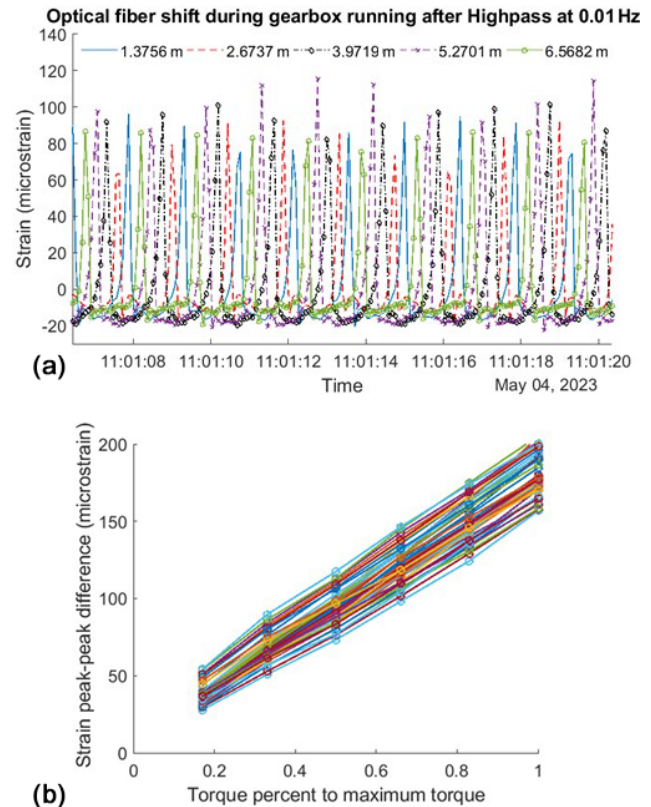 Optical fiber shift during gearbox running after Highpass at 0.01 Hz
140
120
100
80
60
40
20
0
-20
Strain (microstrain)
1.3756 m 2.6737 m 3.9719 m 5.2701 m 6.5682 m
11:01:08 11:01:10 11:01:12 11:01:14 11:01:16 11:01:18 11:01:20
Time
May 04, 2023
(a)
200
150
100
50
0
Strain peak-peak difference (microstrain)
0.2 0.4 0.6 0.8 1
Torque percent to maximum torque
(b)